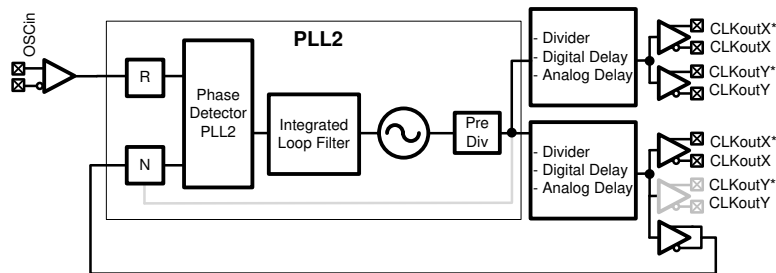 OSCin
PLL2
R
N
Phase
Detector
PLL2
Integrated
Loop Filter
Pre
Div
- Divider
- Digital Delay
- Analog Delay
CLKoutX*
CLKoutX
CLKoutY*
CLKoutY
- Divider
- Digital Delay
- Analog Delay
CLKoutX*
CLKoutX
CLKoutY*
CLKoutY